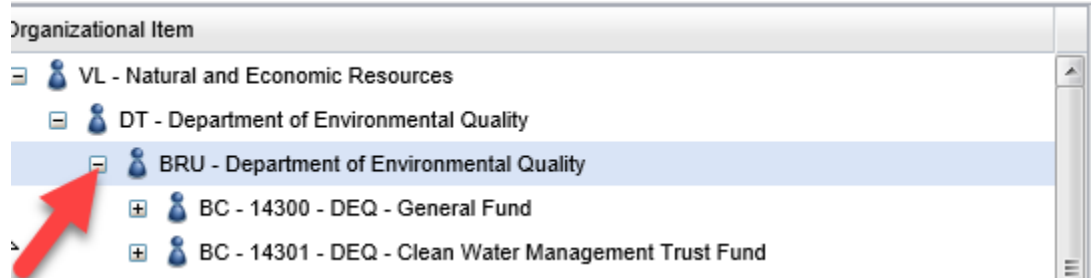 Organizational Item
VL - Natural and Economic Resources
DT - Department of Environmental Quality
BRU - Department of Environmental Quality
BC - 14300 - DEQ - General Fund
BC - 14301 - DEQ - Clean Water Management Trust Fund